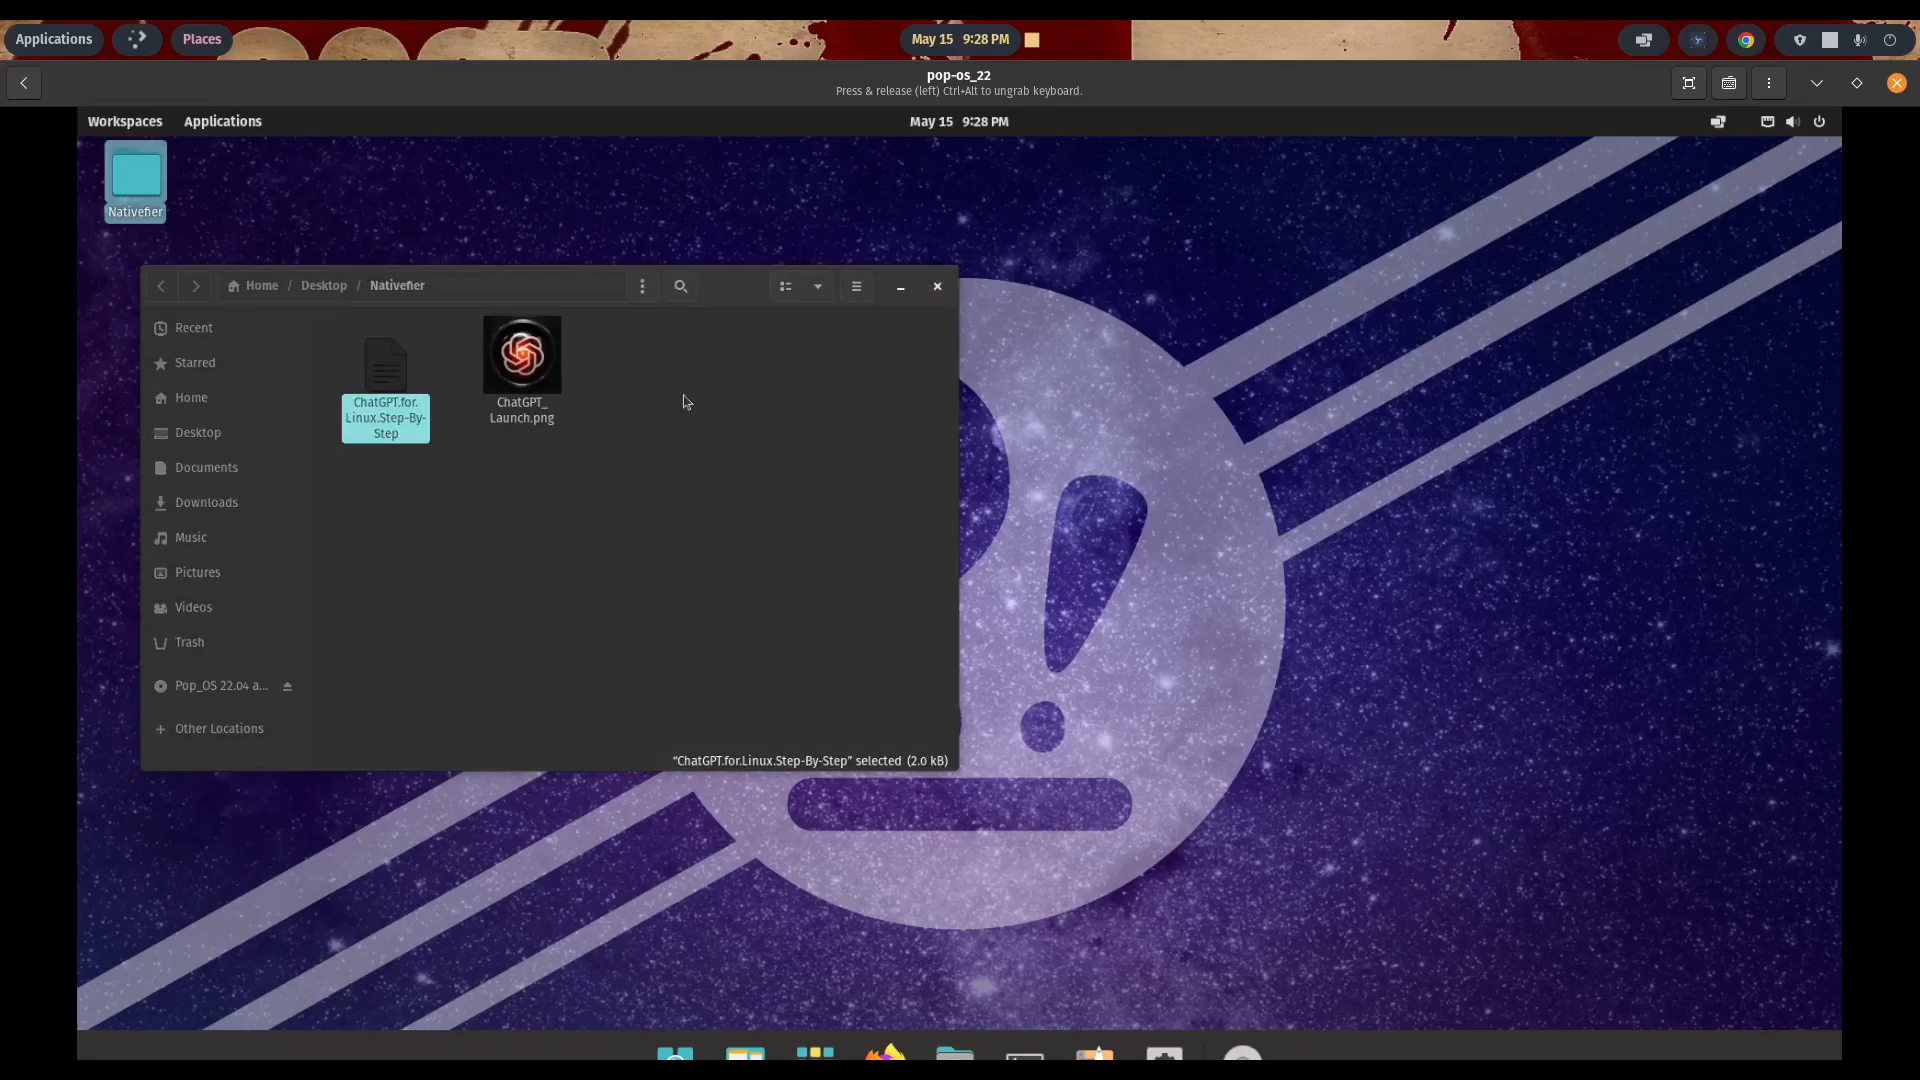 Applications
Places
May 15 9:28 PM
pop-os_22
Press & release (left) Ctrl+Alt to ungrab keyboard.
Workspaces
Applications
May 15 9:28 PM
Nativefier
Home / Desktop / Nativefier
Recent
Starred
Home
Desktop
Documents
Downloads
Music
Pictures
Videos
Trash
Pop_OS 22.04 a...
Other Locations
ChatGPT.for.
Linux.Step-By-
Step
ChatGPT_
Launch.png
“ChatGPT.for.Linux.Step-By-Step” selected (2.0 kB)